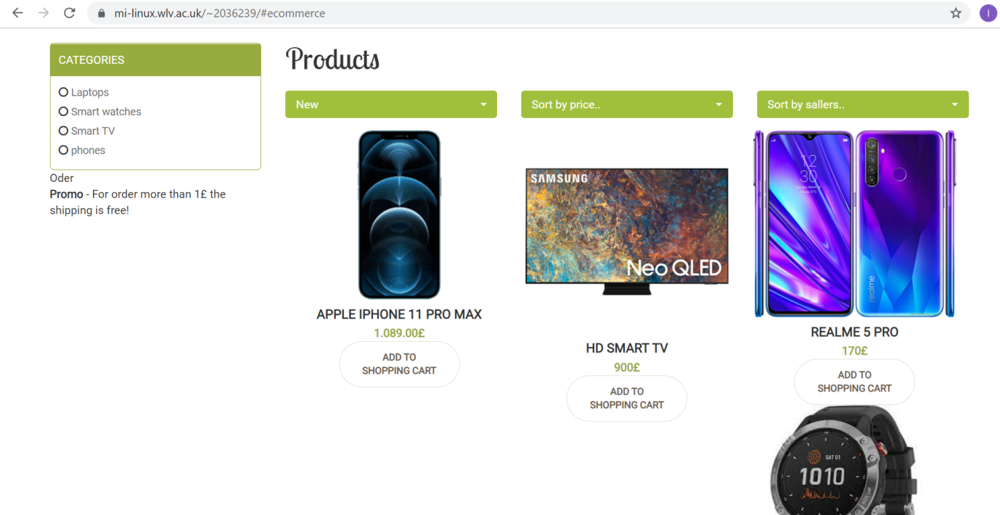 mi-linux.wlv.ac.uk/~2036239/#ecommerce
I
CATEGORIES
Laptops
Smart watches
Smart TV
phones
Oder
Promo - For order more than 1£ the
shipping is free!
Products
New
Sort by price..
Sort by sallers..
APPLE IPHONE 11 PRO MAX
1.089.00£
ADD TO
SHOPPING CART
SAMSUNG
Neo QLED
HD SMART TV
900£
ADD TO
SHOPPING CART
12
30
realme
REALME 5 PRO
170£
ADD TO
SHOPPING CART
SAT 01
1010